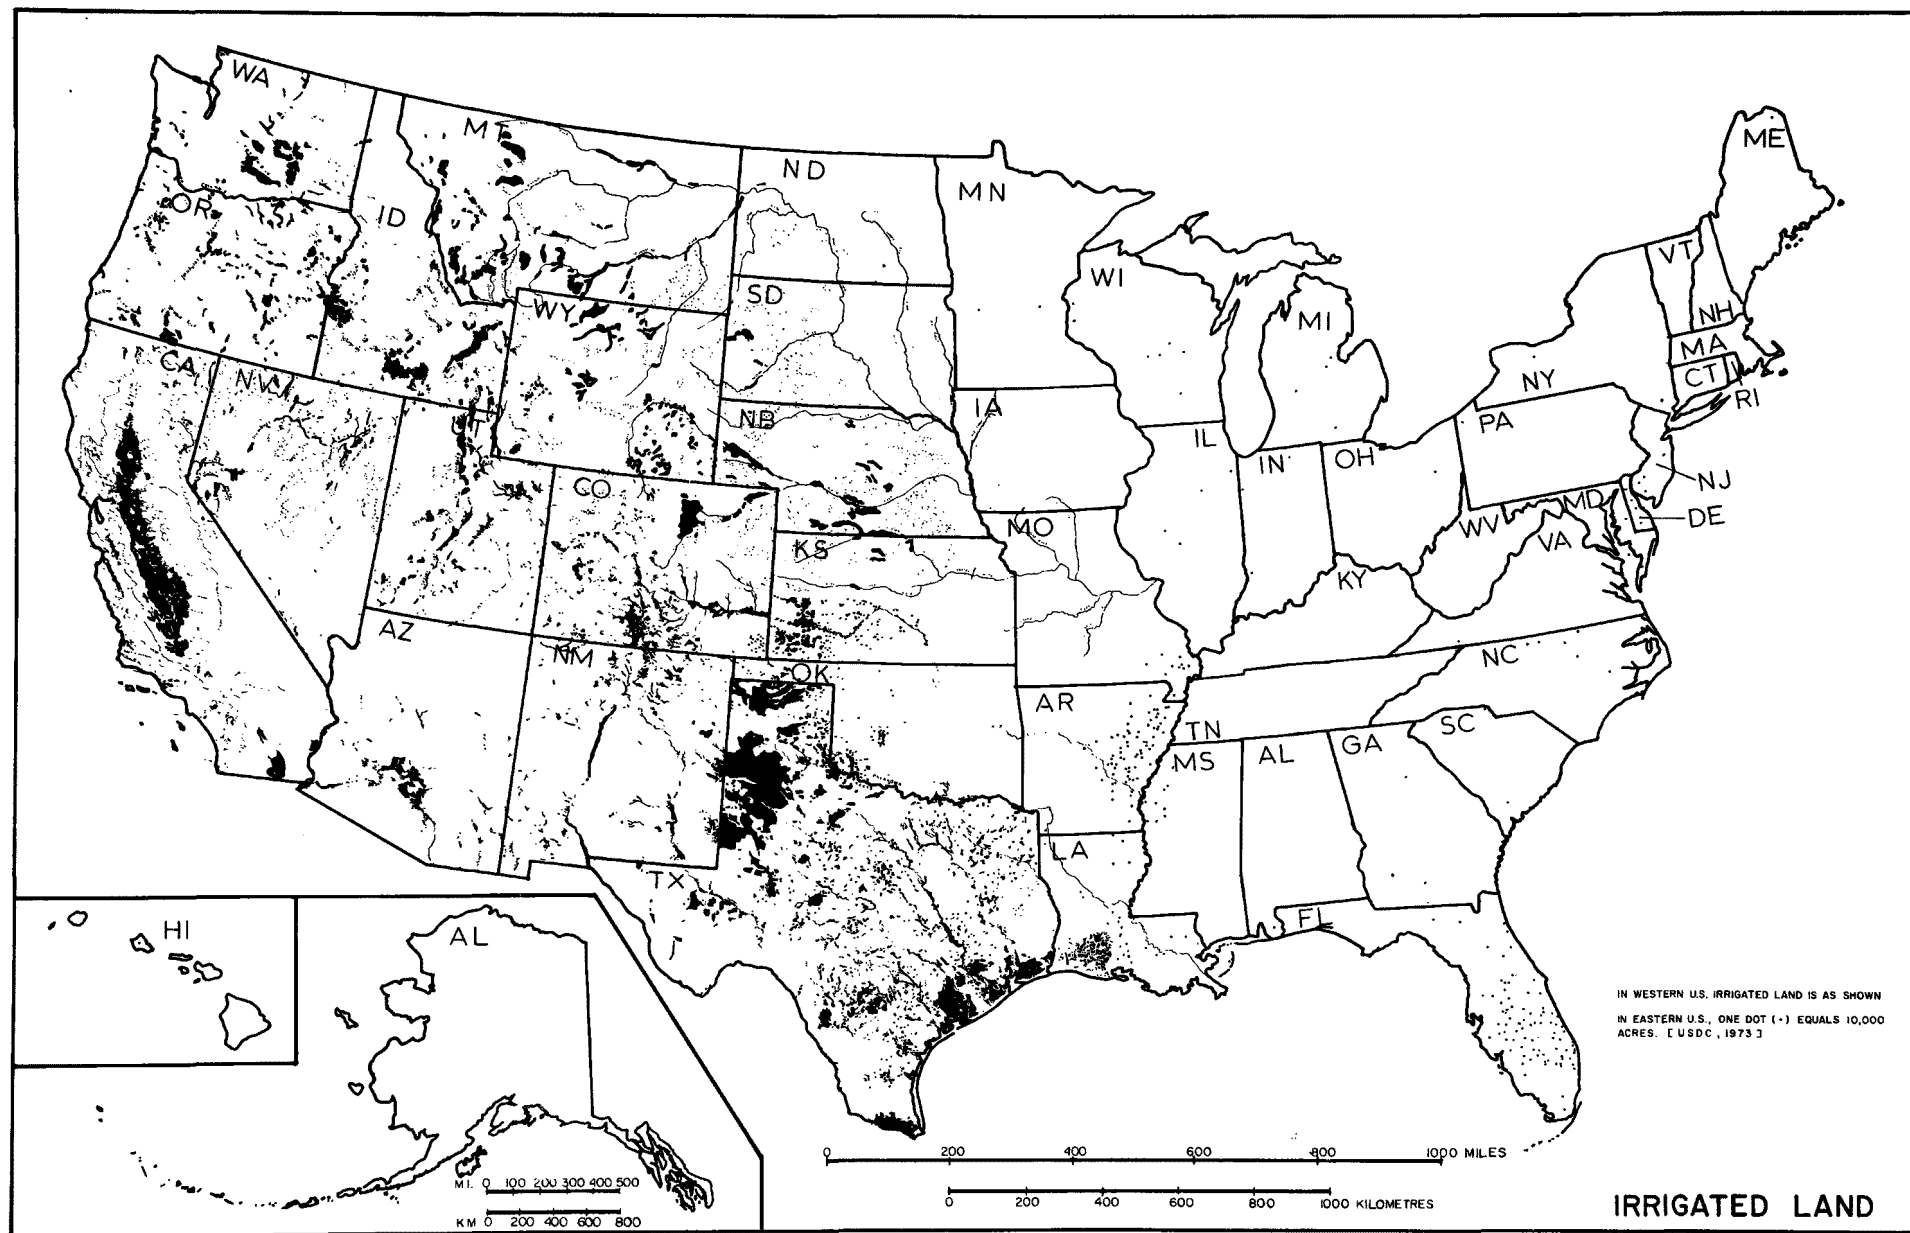 WA
MT
ND
MN
ME
OR
ID
SD
WI
MI
VT
NH
WY
MA
CT
RI
CA
NV
NB
IA
NY
PA
UT
CO
IL
IN
OH
NJ
KS
MO
WV
MD
DE
VA
KY
AZ
NM
OK
AR
NC
TN
SC
MS
AL
GA
LA
TX
FL
HI
AL
IN WESTERN U.S. IRRIGATED LAND IS AS SHOWN
IN EASTERN U.S., ONE DOT (•) EQUALS 10,000
ACRES. [USDC, 1973]
0 200 400 600 800 1000 MILES
0 200 400 600 800 1000 KILOMETRES
MI. 0 100 200 300 400 500
KM 0 200 400 600 800
IRRIGATED LAND